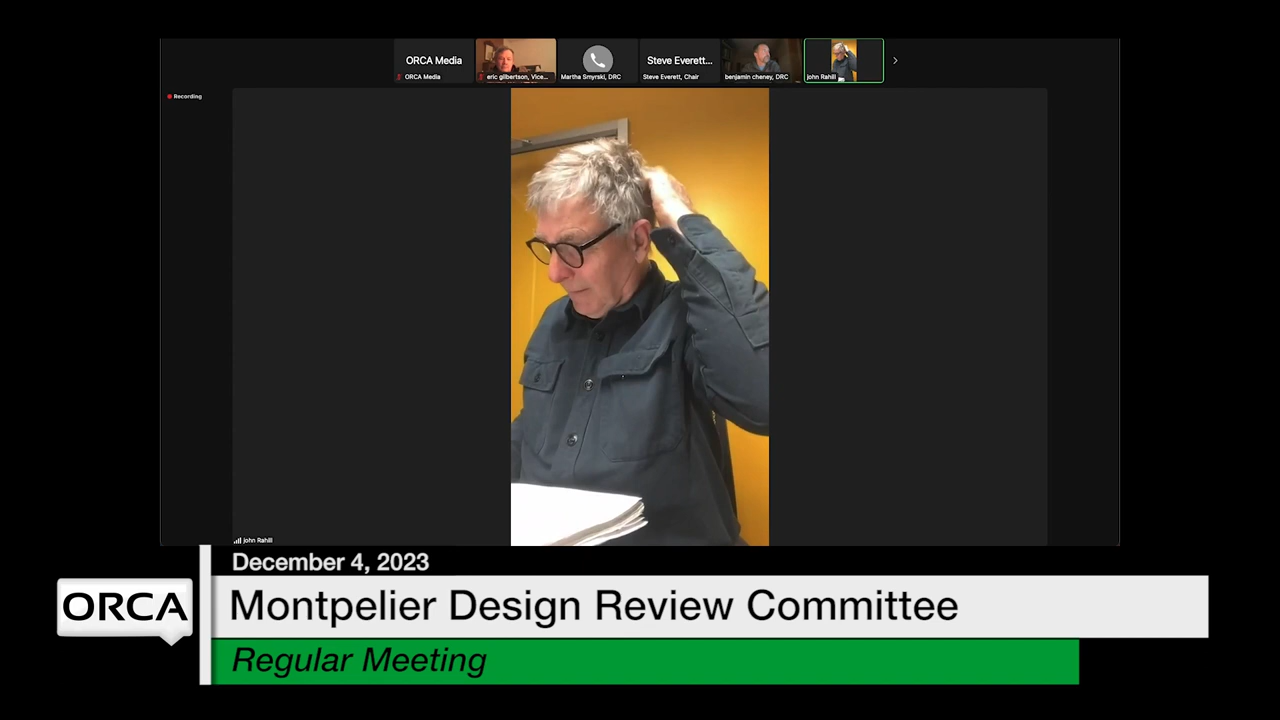 ORCA Media
Steve Everett...
ORCA Media
eric gilbertson, Vice...
Martha Smyrski, DRC
Steve Everett, Chair
benjamin cheney, DRC
john Rahill
Recording
john Rahill
December 4, 2023
ORCA
Montpelier Design Review Committee
Regular Meeting